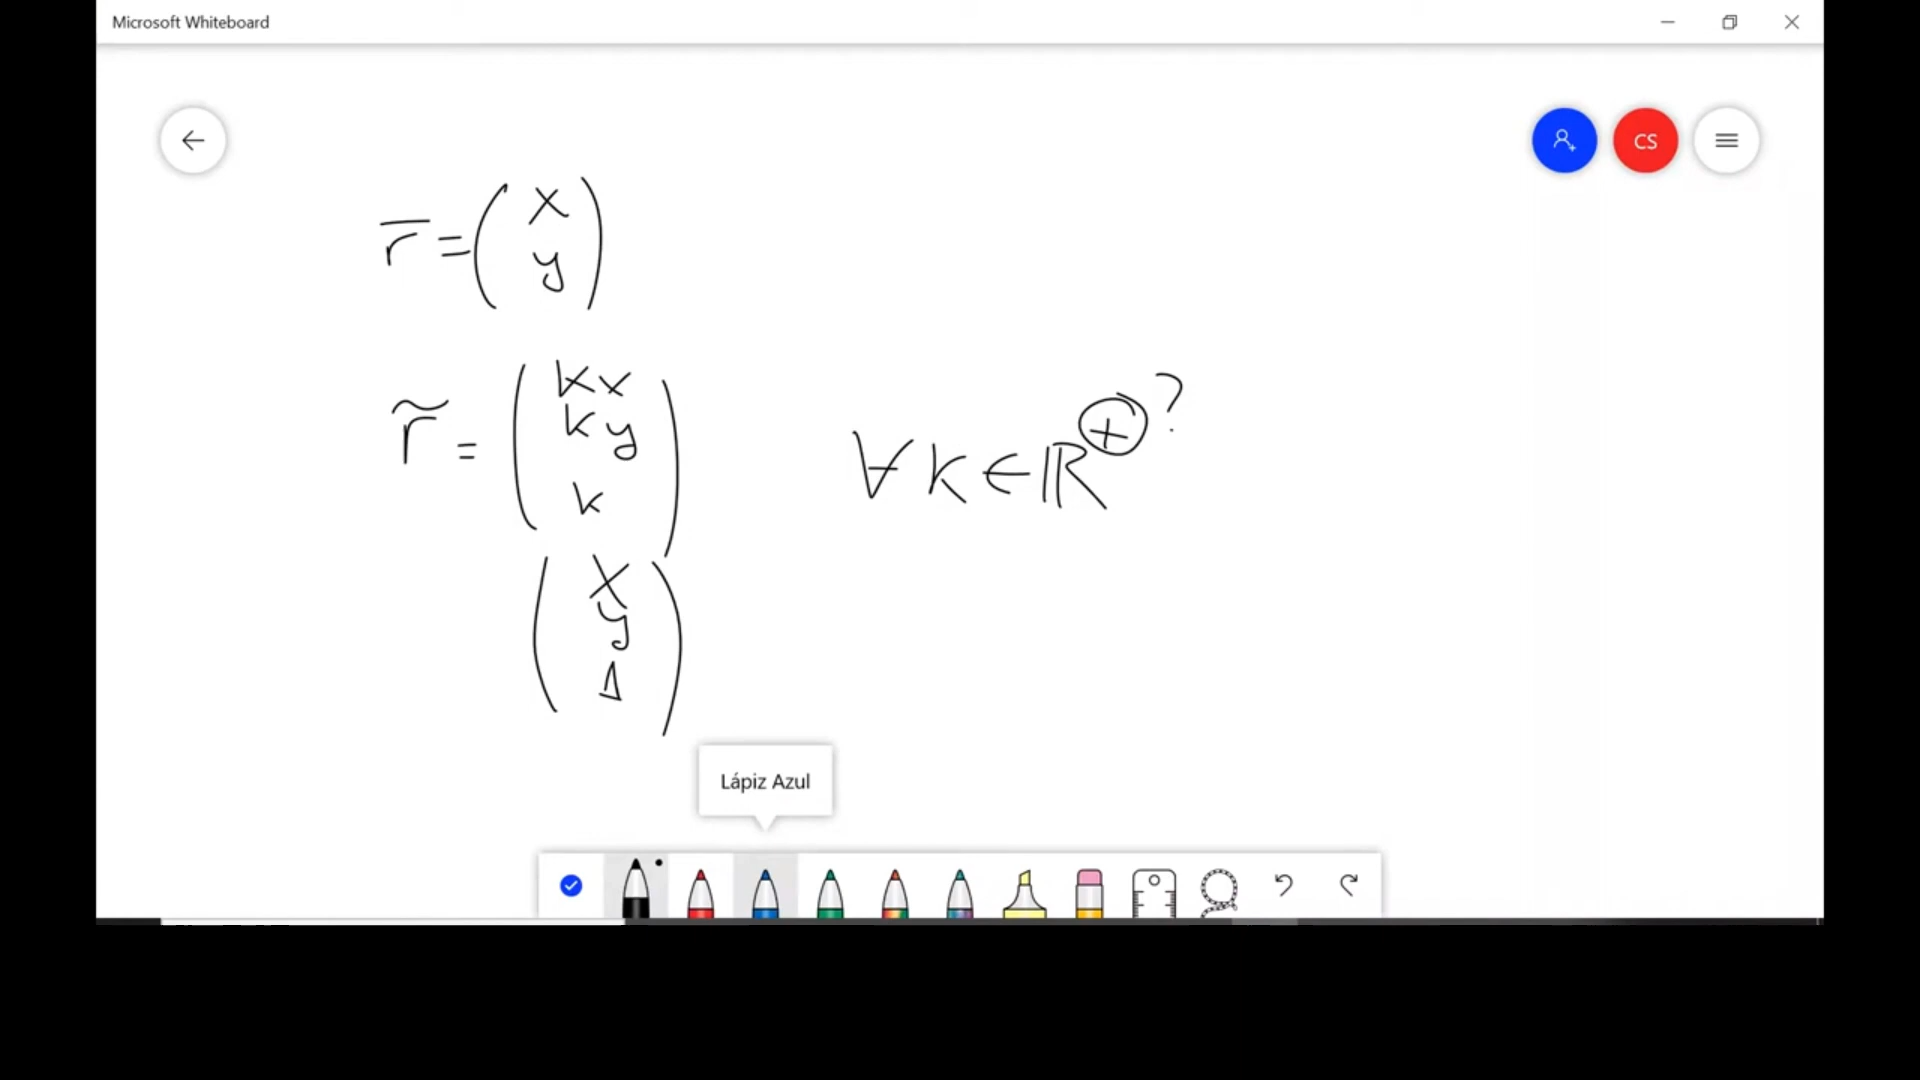 Microsoft Whiteboard
CS
r̅ = ( x
y )
?
r̃ = ( kx
ky
k )
∀ k ∈ ℝ⊕
( x
y
1 )
Lápiz Azul